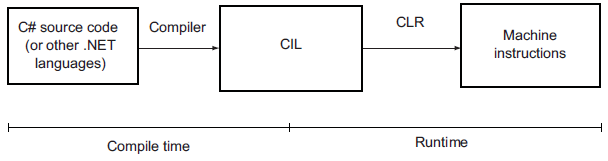 C# source code
(or other .NET
languages)
Compiler
CIL
CLR
Machine
instructions
Compile time
Runtime